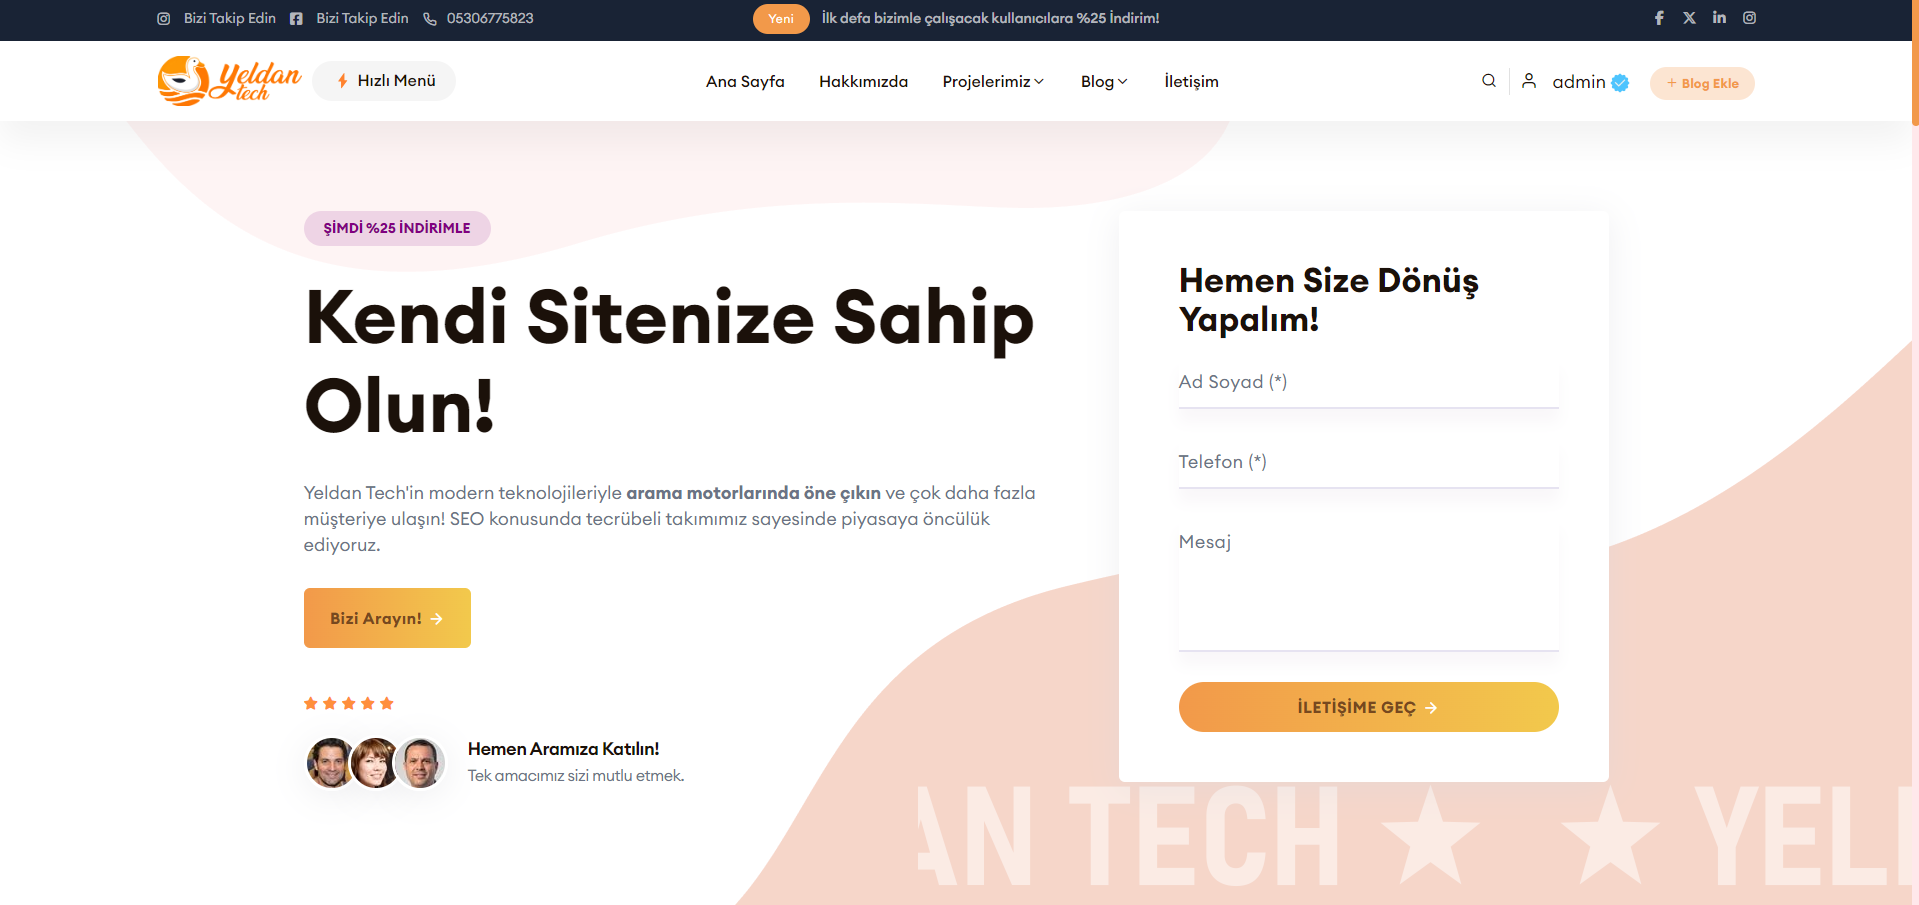 Bizi Takip Edin
Bizi Takip Edin
05306775823
Yeni
İlk defa bizimle çalışacak kullanıcılara %25 İndirim!
Yeldan
tech
Hızlı Menü
Ana Sayfa
Hakkımızda
Projelerimiz
Blog
İletişim
admin
+ Blog Ekle
ŞİMDİ %25 İNDİRİMLE
Kendi Sitenize Sahip
Olun!
Yeldan Tech'in modern teknolojileriyle arama motorlarında öne çıkın ve çok daha fazla
müşteriye ulaşın! SEO konusunda tecrübeli takımımız sayesinde piyasaya öncülük
ediyoruz.
Bizi Arayın!
Hemen Aramıza Katılın!
Tek amacımız sizi mutlu etmek.
Hemen Size Dönüş
Yapalım!
Ad Soyad (*)
Telefon (*)
Mesaj
İLETİŞİME GEÇ
AN TECH ★ ★ YEL